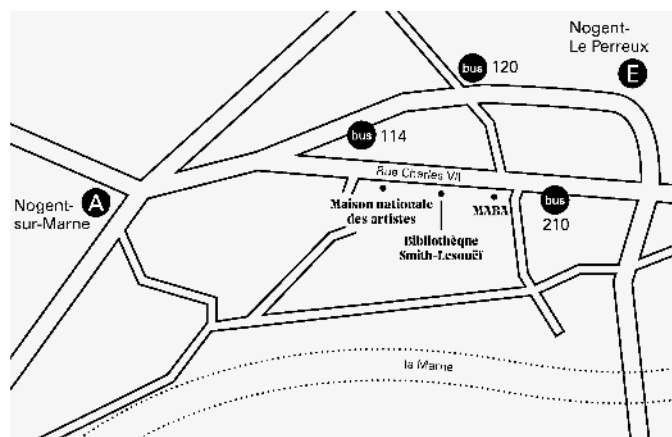 Nogent-
Le Perreux
E
bus 120
bus 114
Rue Charles VII
A
Nogent
sur-Marne
Maison nationale
des artistes
Bibliothèque
Smith-Lesouëf
MABA
bus
210
la Marne